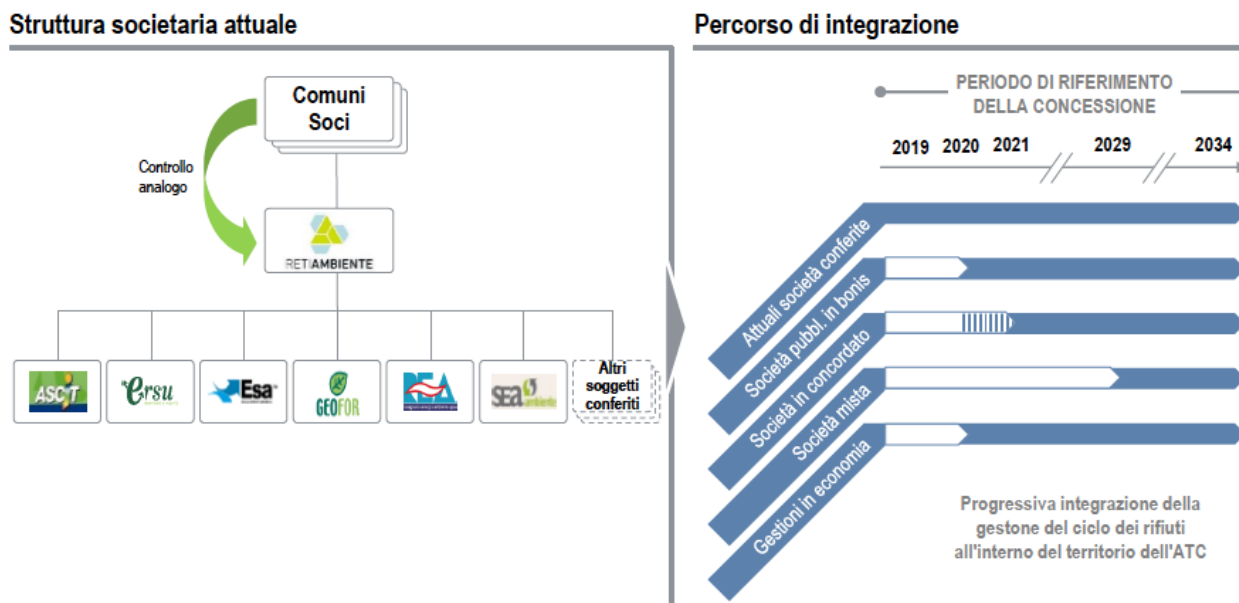 Struttura societaria attuale
Comuni
Soci
Controllo
analogo
RETIAMBIENTE
ASCIT
ersu
Esa
GEOFOR
REA
SEA
ambiente
Altri
soggetti
conferiti
Percorso di integrazione
PERIODO DI RIFERIMENTO
DELLA CONCESSIONE
2019 2020 2021 2029 2034
Attuali società conferite
Società pubbl. in bonis
Società in concordato
Società mista
Gestioni in economia
Progressiva integrazione della
gestone del ciclo dei rifiuti
all'interno del territorio dell'ATC